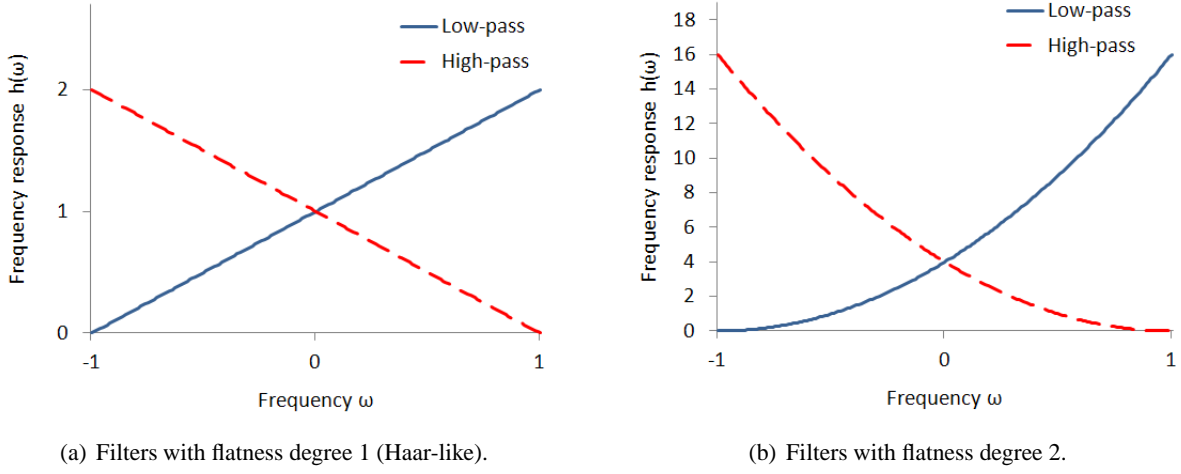 Frequency response h(ω)
2
1
0
-1
0
1
Low-pass
High-pass
Frequency ω
(a) Filters with flatness degree 1 (Haar-like).
Frequency response h(ω)
18
16
14
12
10
8
6
4
2
0
-1
0
1
Low-pass
High-pass
Frequency ω
(b) Filters with flatness degree 2.